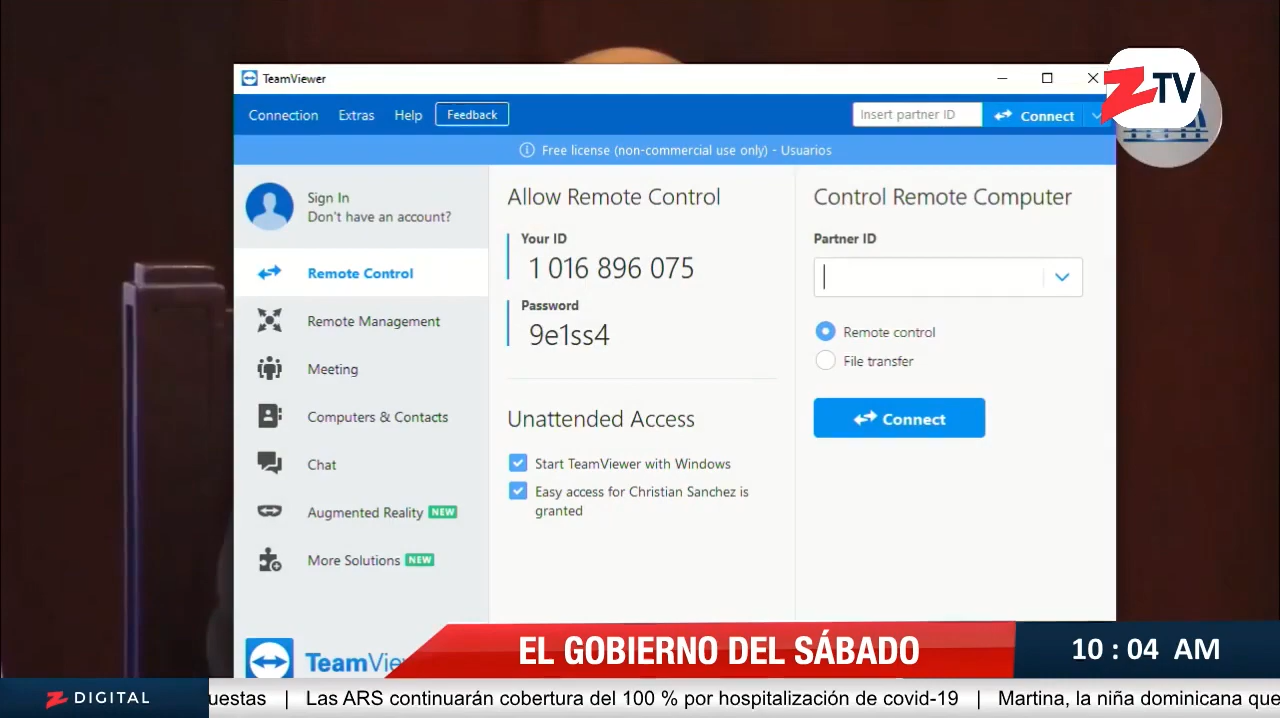 TeamViewer
Z TV
Connection Extras Help Feedback
Insert partner ID Connect
Free license (non-commercial use only) - Usuarios
Sign In
Don't have an account?
Remote Control
Remote Management
Meeting
Computers & Contacts
Chat
Augmented Reality NEW
More Solutions NEW
Allow Remote Control
Your ID
1 016 896 075
Password
9e1ss4
Unattended Access
Start TeamViewer with Windows
Easy access for Christian Sanchez is
granted
Control Remote Computer
Partner ID
Remote control
File transfer
Connect
TeamVie
EL GOBIERNO DEL SÁBADO
10 : 04 AM
Z DIGITAL
uestas | Las ARS continuarán cobertura del 100 % por hospitalización de covid-19 | Martina, la niña dominicana que